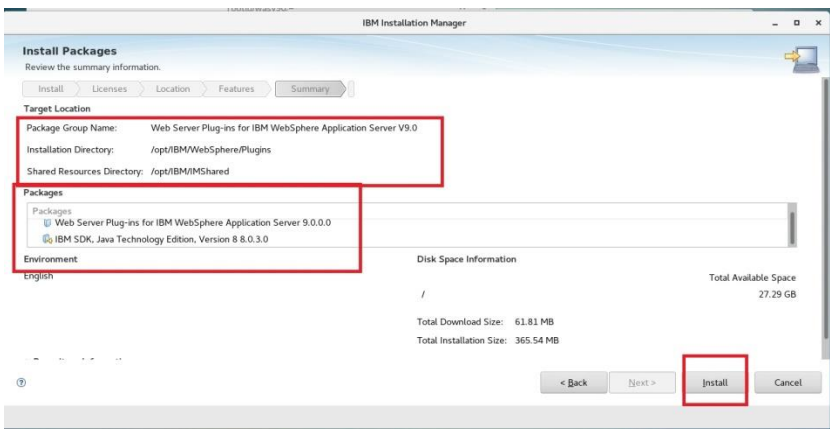 IBM Installation Manager
Install Packages
Review the summary information.
Install Licenses Location Features Summary
Target Location
Package Group Name: Web Server Plug-ins for IBM WebSphere Application Server V9.0
Installation Directory: /opt/IBM/WebSphere/Plugins
Shared Resources Directory: /opt/IBM/IMShared
Packages
Packages
Web Server Plug-ins for IBM WebSphere Application Server 9.0.0.0
IBM SDK, Java Technology Edition, Version 8 8.0.3.0
Environment
English
Disk Space Information
Total Available Space
/ 27.29 GB
Total Download Size: 61.81 MB
Total Installation Size: 365.54 MB
< Back Next > Install Cancel